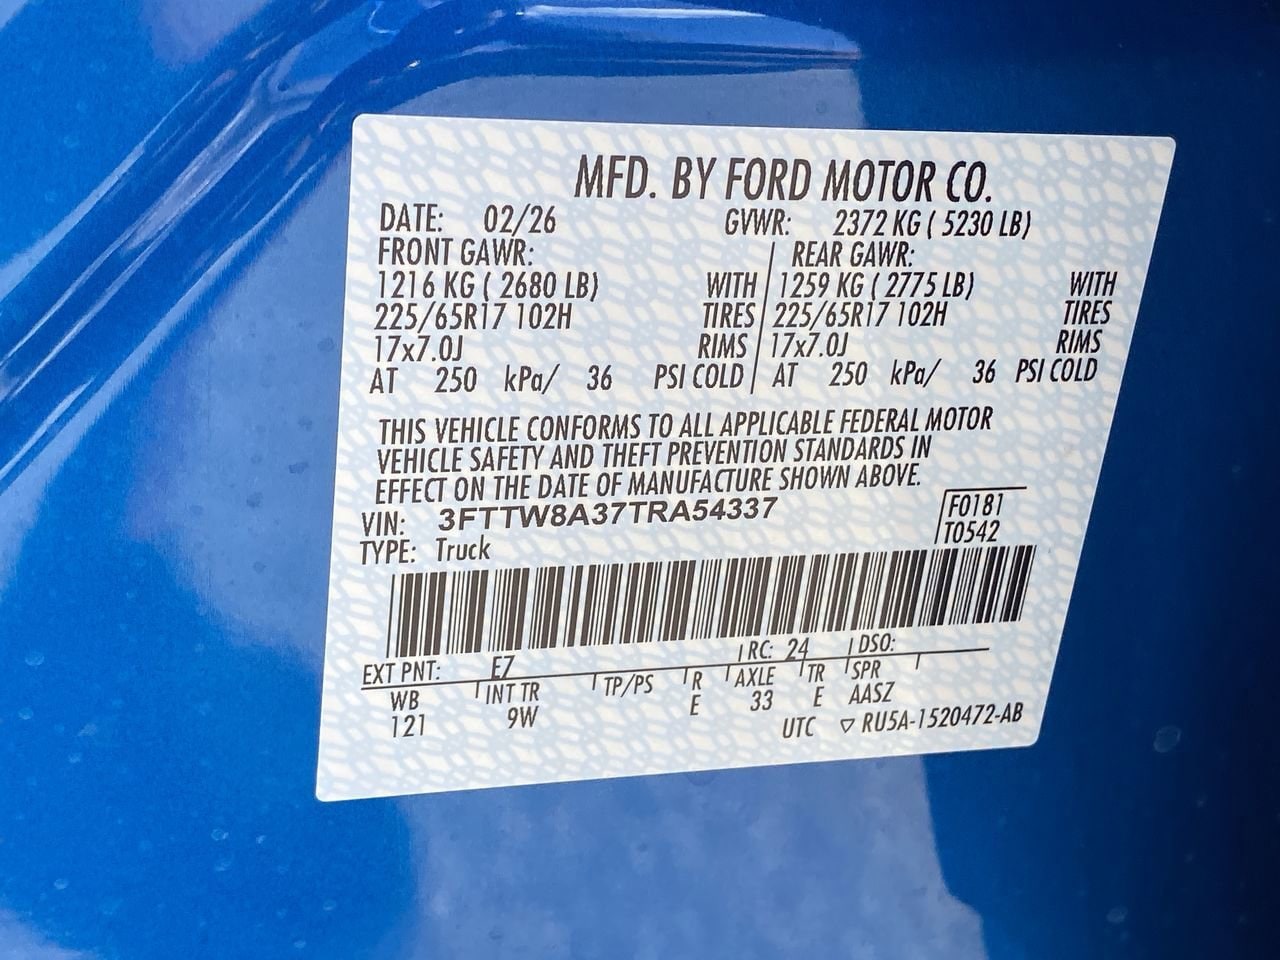 MFD. BY FORD MOTOR CO.
DATE: 02/26 GVWR: 2372 KG ( 5230 LB)
FRONT GAWR: REAR GAWR:
1216 KG ( 2680 LB) WITH 1259 KG ( 2775 LB) WITH
225/65R17 102H TIRES 225/65R17 102H TIRES
17x7.0J RIMS 17x7.0J RIMS
AT 250 kPa/ 36 PSI COLD AT 250 kPa/ 36 PSI COLD
THIS VEHICLE CONFORMS TO ALL APPLICABLE FEDERAL MOTOR
VEHICLE SAFETY AND THEFT PREVENTION STANDARDS IN
EFFECT ON THE DATE OF MANUFACTURE SHOWN ABOVE.
VIN: 3FTTW8A37TRA54337 F0181
TYPE: Truck T0542
EXT PNT: E7 RC: 24 DSO:
WB INT TR TP/PS R AXLE TR SPR
121 9W E 33 E AASZ
UTC ▽ RU5A-1520472-AB